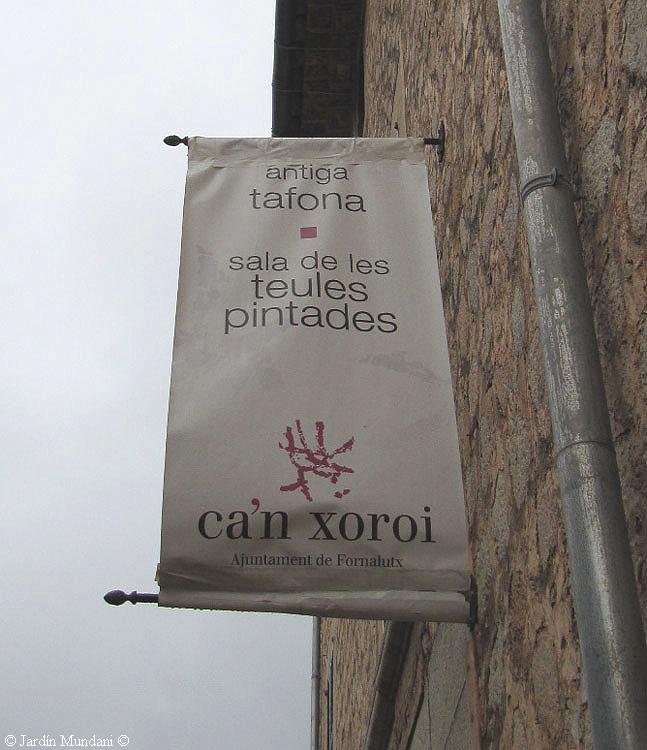 antiga
tafona
sala de les
teules
pintades
ca'n xoroi
Ajuntament de Fornalutx
© Jardín Mundani ©